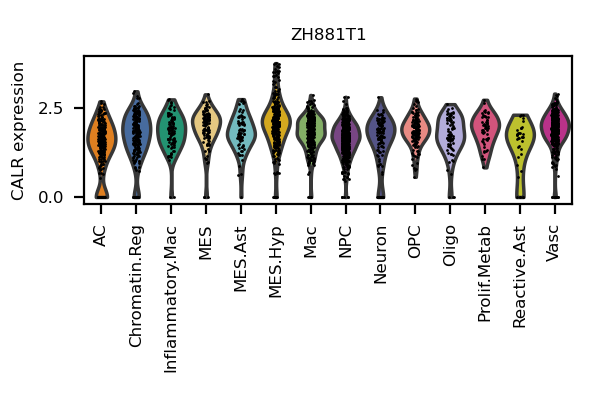 ZH881T1
CALR expression
2.5
0.0
AC
Chromatin.Reg
Inflammatory.Mac
MES
MES.Ast
MES.Hyp
Mac
NPC
Neuron
OPC
Oligo
Prolif.Metab
Reactive.Ast
Vasc